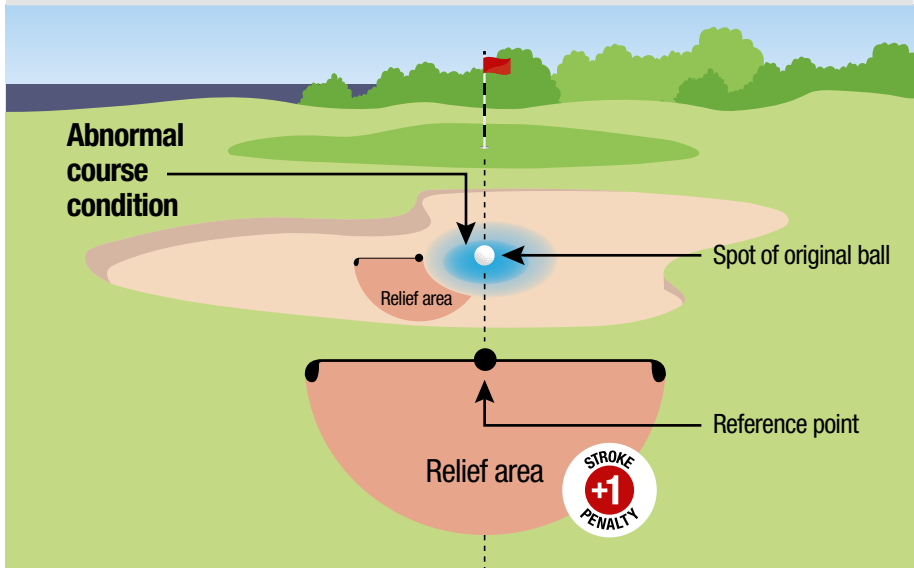 Abnormal
course
condition
Spot of original ball
Relief area
Reference point
Relief area
STROKE
+1
PENALTY